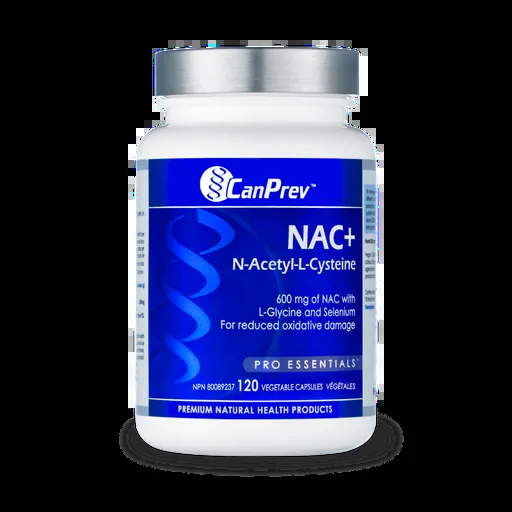 CanPrev™
NAC+
N-Acetyl-L-Cysteine
600 mg of NAC with
L-Glycine and Selenium
For reduced oxidative damage
PRO ESSENTIALS™
NPN 80089237 120 VEGETABLE CAPSULES VÉGÉTALES
PREMIUM NATURAL HEALTH PRODUCTS